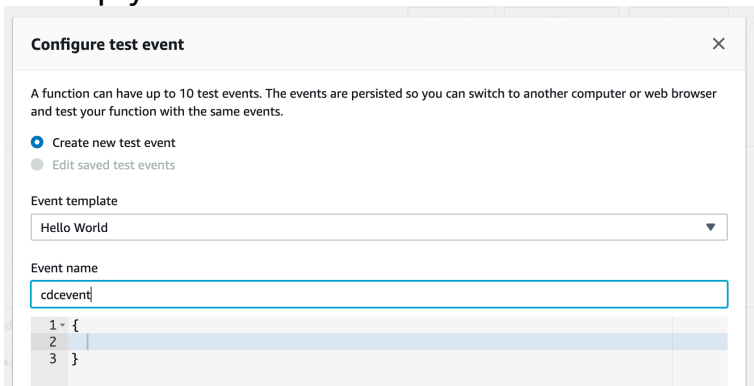 Configure test event
A function can have up to 10 test events. The events are persisted so you can switch to another computer or web browser
and test your function with the same events.
Create new test event
Edit saved test events
Event template
Hello World
Event name
cdcevent
1 {
2
3 }